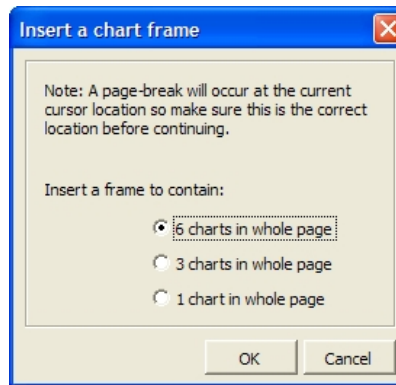 Insert a chart frame
Note: A page-break will occur at the current
cursor location so make sure this is the correct
location before continuing.
Insert a frame to contain:
6 charts in whole page
3 charts in whole page
1 chart in whole page
OK
Cancel